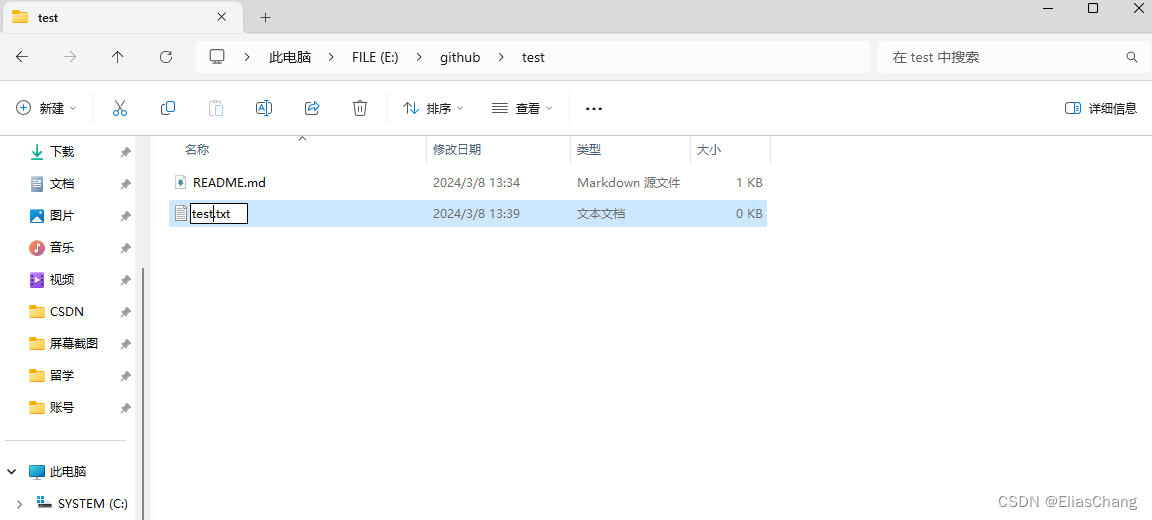 test
此电脑 FILE (E:) github test
在 test 中搜索
新建 排序 查看 详细信息
名称 修改日期 类型 大小
README.md 2024/3/8 13:34 Markdown 源文件 1 KB
test.txt 2024/3/8 13:39 文本文档 0 KB
下载
文档
图片
音乐
视频
CSDN
屏幕截图
留学
账号
此电脑
SYSTEM (C:)
CSDN @EliasChang